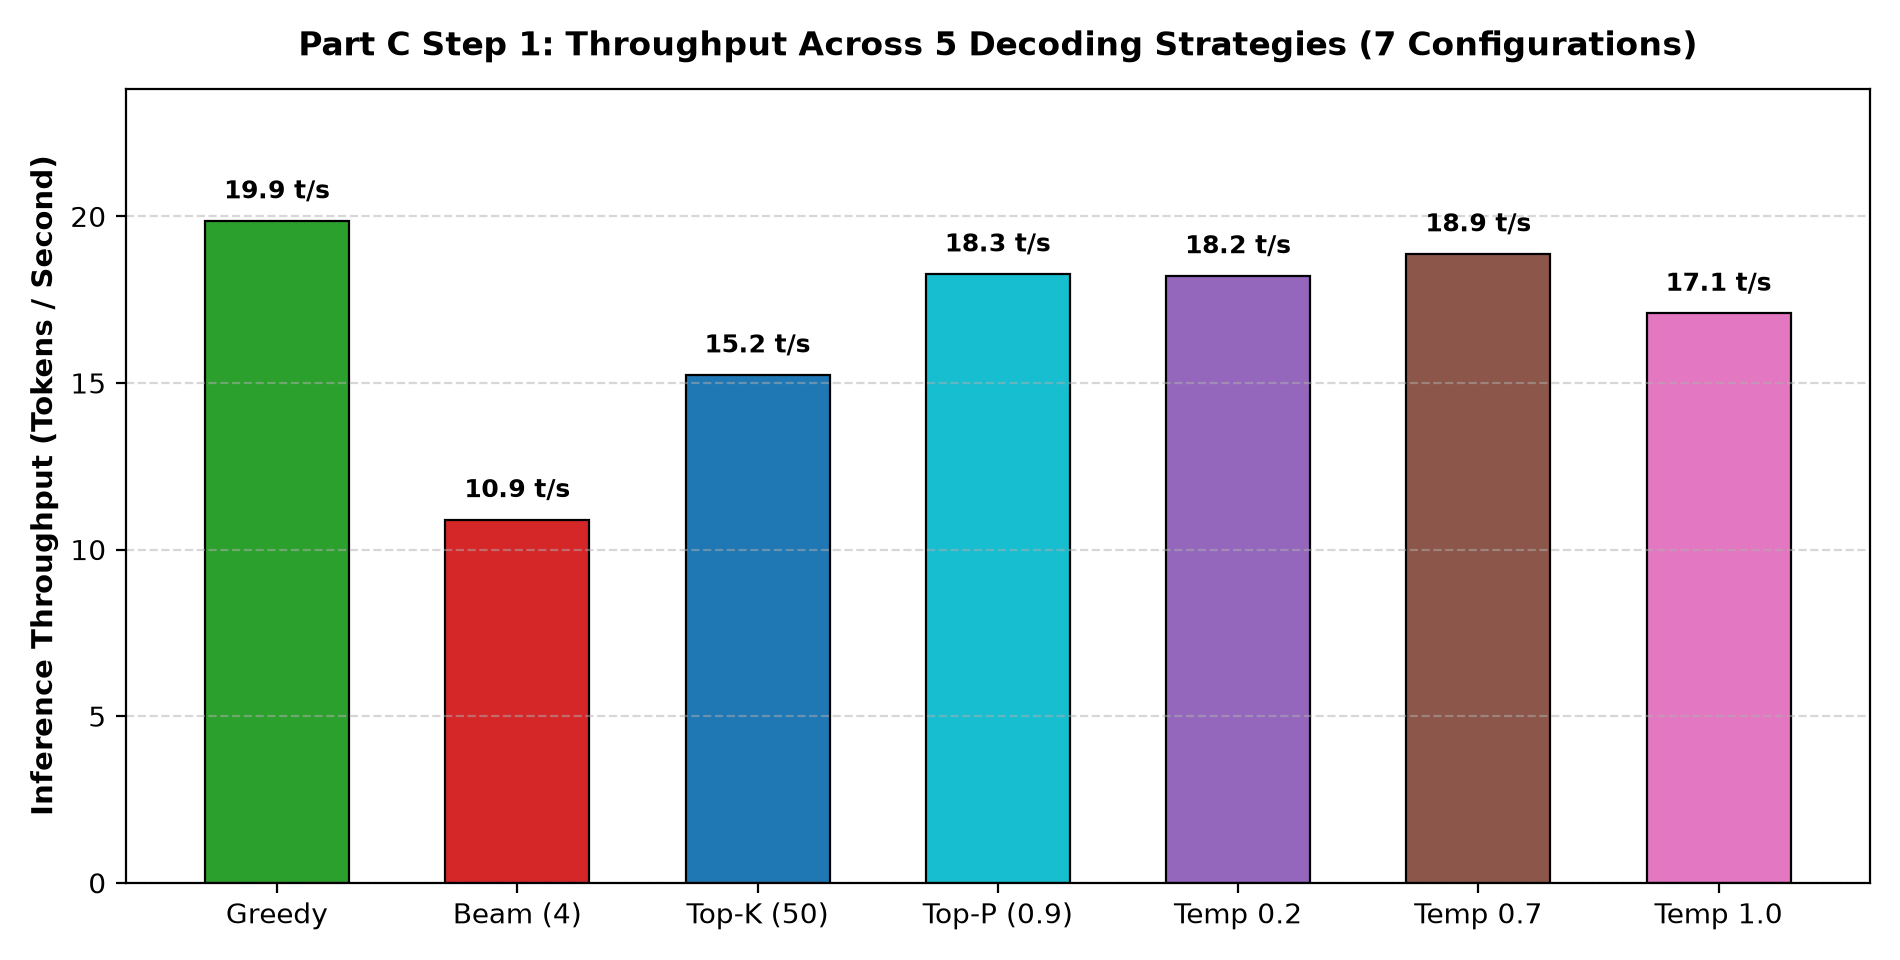 Part C Step 1: Throughput Across 5 Decoding Strategies (7 Configurations)
Inference Throughput (Tokens / Second)
20
15
10
5
0
19.9 t/s
10.9 t/s
15.2 t/s
18.3 t/s
18.2 t/s
18.9 t/s
17.1 t/s
Greedy
Beam (4)
Top-K (50)
Top-P (0.9)
Temp 0.2
Temp 0.7
Temp 1.0